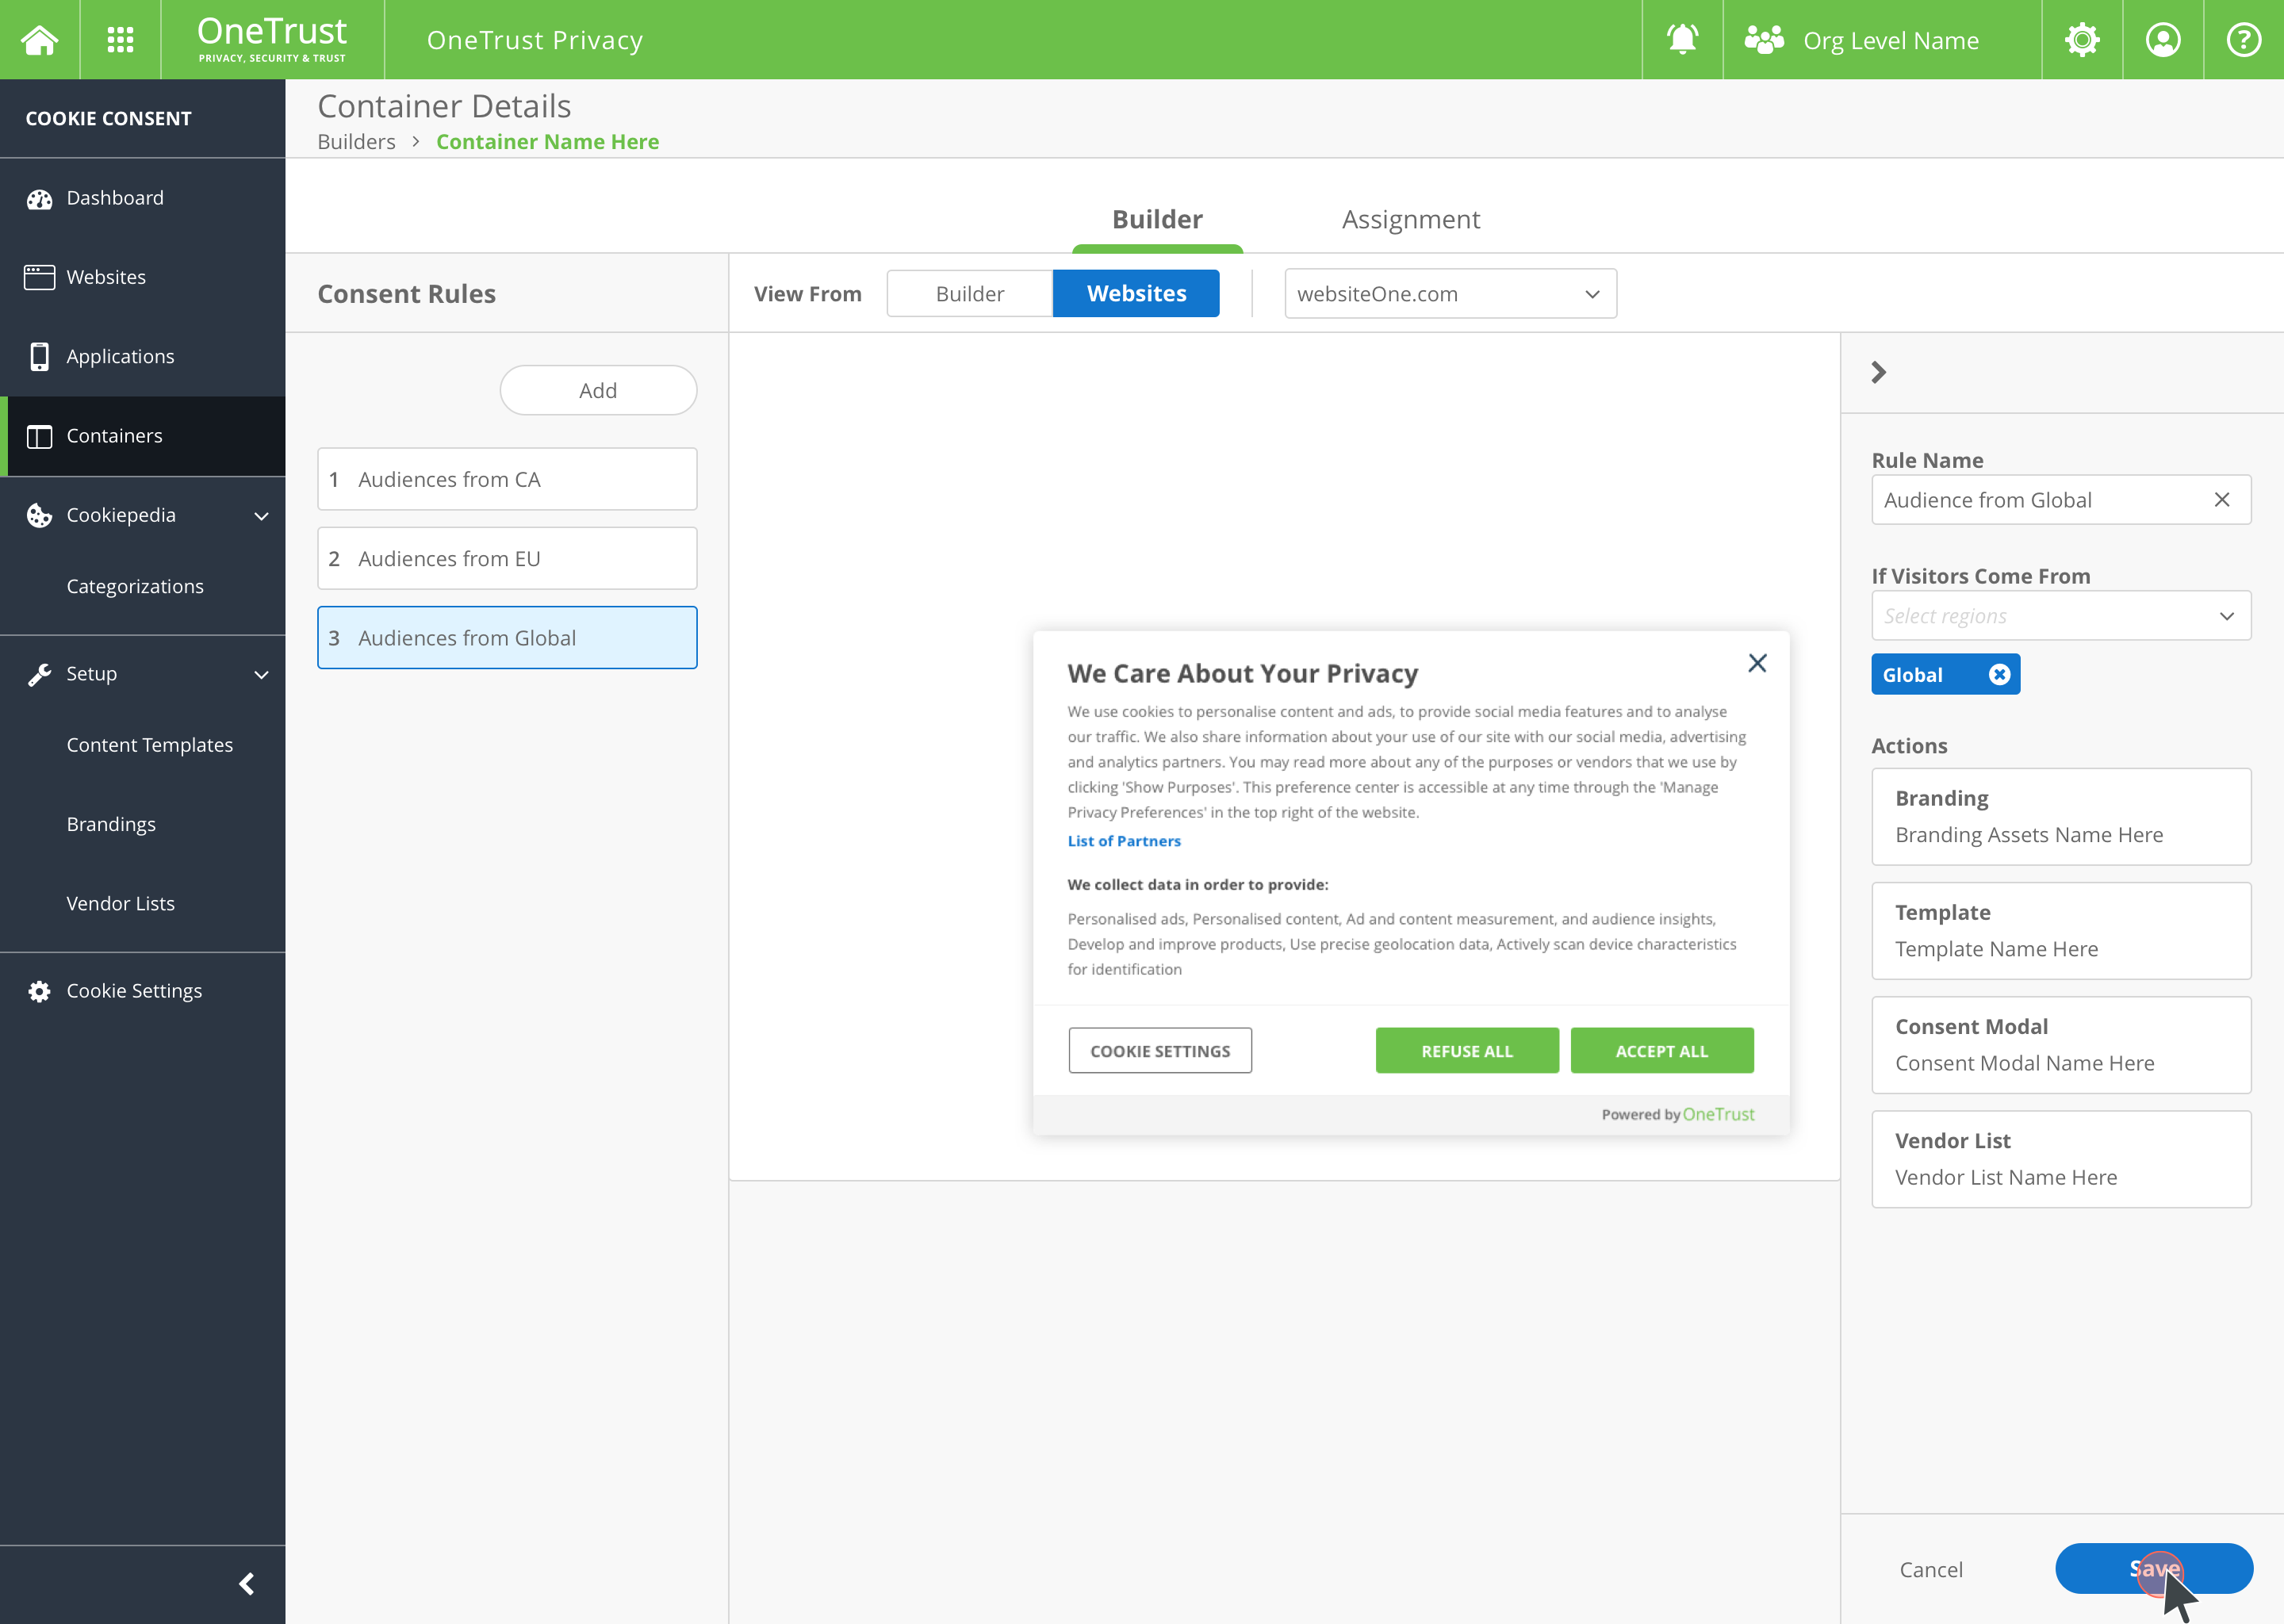 OneTrust
PRIVACY, SECURITY & TRUST
OneTrust Privacy
Org Level Name
?
COOKIE CONSENT
Dashboard
Websites
Applications
Containers
Cookiepedia
Categorizations
Setup
Content Templates
Brandings
Vendor Lists
Cookie Settings
Container Details
Builders > Container Name Here
Builder
Assignment
Consent Rules
Add
1 Audiences from CA
2 Audiences from EU
3 Audiences from Global
View From
Builder
Websites
websiteOne.com
We Care About Your Privacy
We use cookies to personalise content and ads, to provide social media features and to analyse
our traffic. We also share information about your use of our site with our social media, advertising
and analytics partners. You may read more about any of the purposes or vendors that we use by
clicking 'Show Purposes'. This preference center is accessible at any time through the 'Manage
Privacy Preferences' in the top right of the website.
List of Partners
We collect data in order to provide:
Personalised ads, Personalised content, Ad and content measurement, and audience insights,
Develop and improve products, Use precise geolocation data, Actively scan device characteristics
for identification
COOKIE SETTINGS
REFUSE ALL
ACCEPT ALL
Powered by OneTrust
Rule Name
Audience from Global
If Visitors Come From
Select regions
Global
Actions
Branding
Branding Assets Name Here
Template
Template Name Here
Consent Modal
Consent Modal Name Here
Vendor List
Vendor List Name Here
Cancel
Save